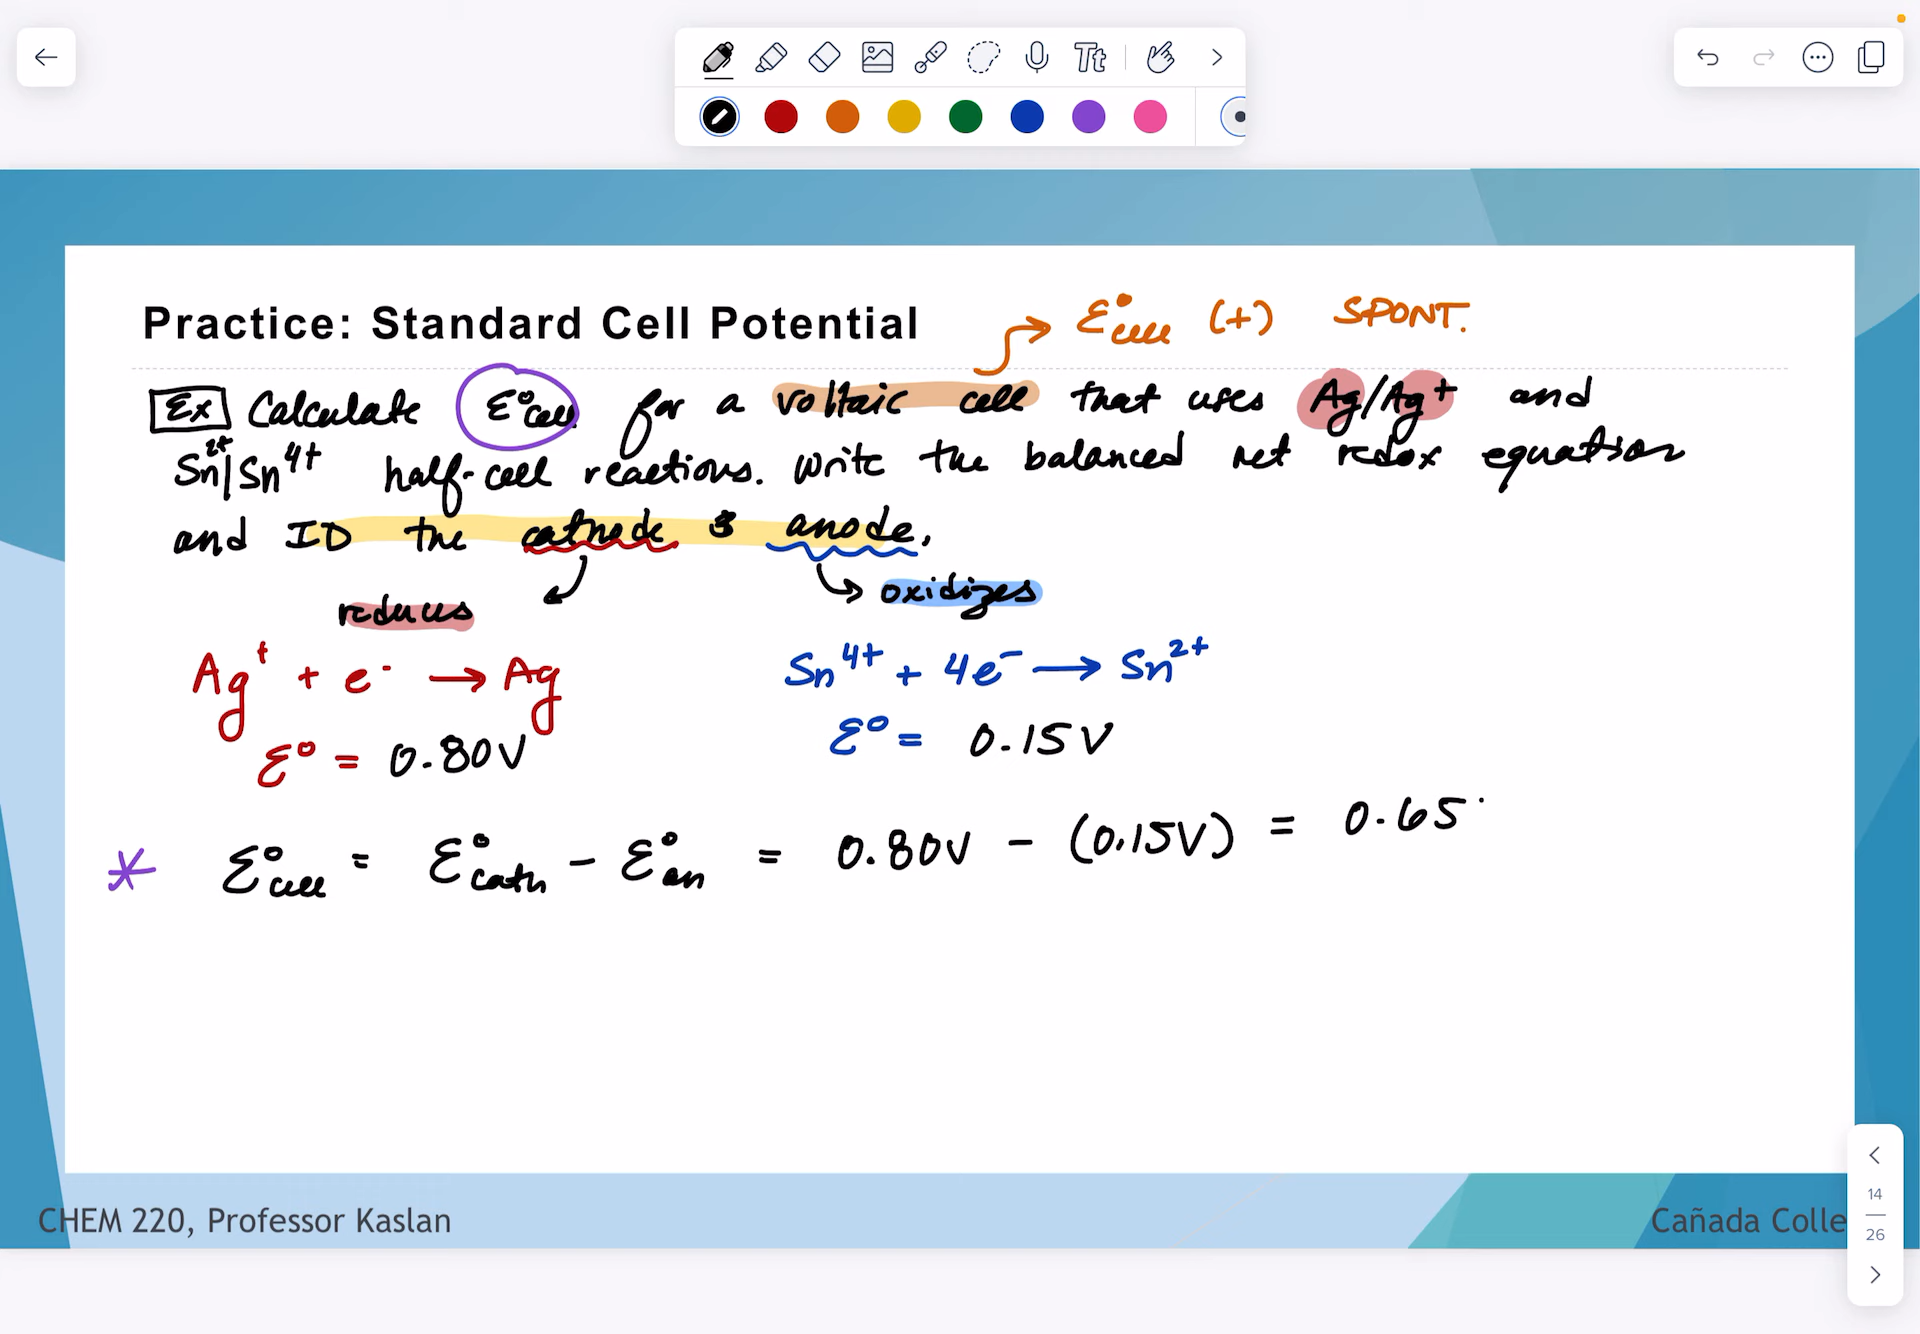 Tt
Practice: Standard Cell Potential
Ɛ°cell (+) SPONT.
Ex Calculate Ɛ°cell for a voltaic cell that uses Ag/Ag+ and
Sn²⁺/Sn⁴⁺ half-cell reactions. Write the balanced net redox equation
and ID the cathode & anode.
reduces
oxidizes
Ag⁺ + e⁻ → Ag
Sn⁴⁺ + 4e⁻ → Sn²⁺
Ɛ° = 0.80V
Ɛ° = 0.15V
* Ɛ°cell = Ɛ°cath - Ɛ°an = 0.80V - (0.15V) = 0.65
CHEM 220, Professor Kaslan
Cañada Colle
14
26